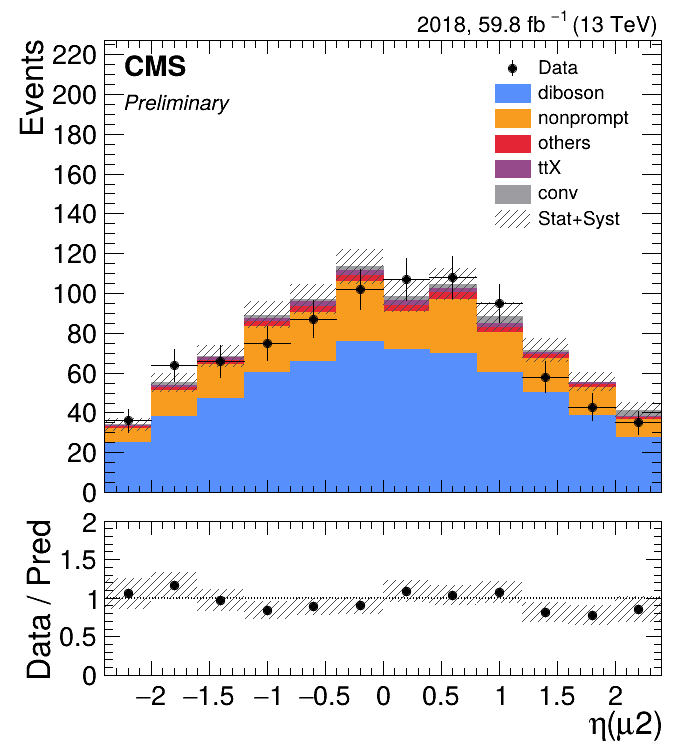 2018, 59.8 fb⁻¹ (13 TeV)
Events
220
200
180
160
140
120
100
80
60
40
20
0
CMS
Preliminary
Data
diboson
nonprompt
others
ttX
conv
Stat+Syst
Data / Pred
2
1.5
1
0.5
0
−2 −1.5 −1 −0.5 0 0.5 1 1.5 2
η(μ2)